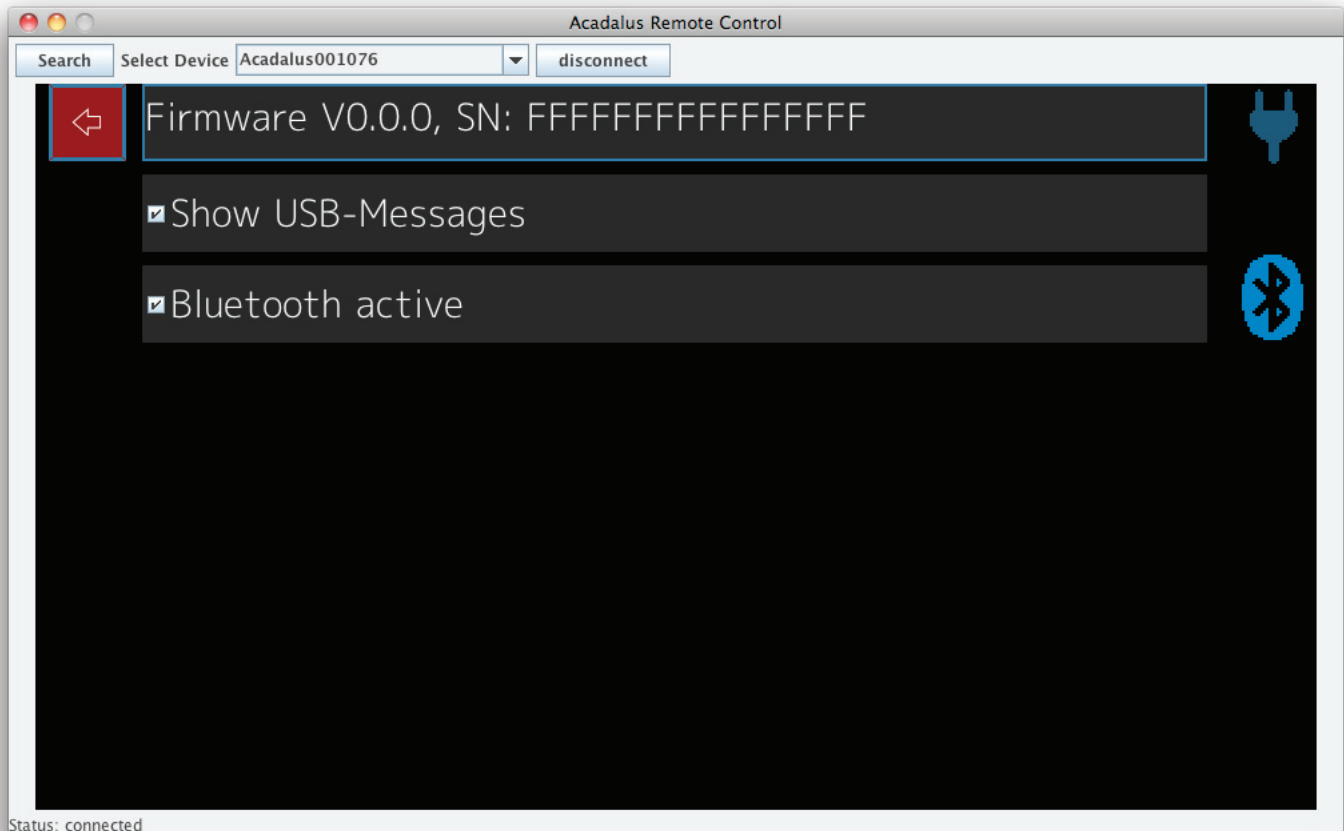 Acadalus Remote Control
Search Select Device Acadalus001076 disconnect
Firmware V0.0.0, SN: FFFFFFFFFFFFFFFF
Show USB-Messages
Bluetooth active
Status: connected